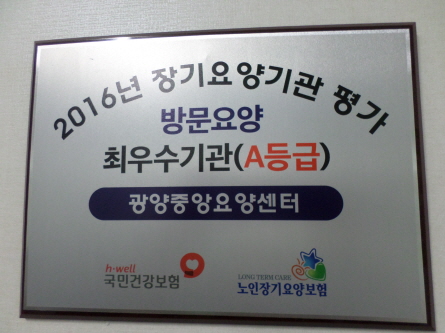 2016년 장기요양기관 평가
방문요양
최우수기관(A등급)
광양중앙요양센터
h·well
국민건강보험
LONG TERM CARE
노인장기요양보험